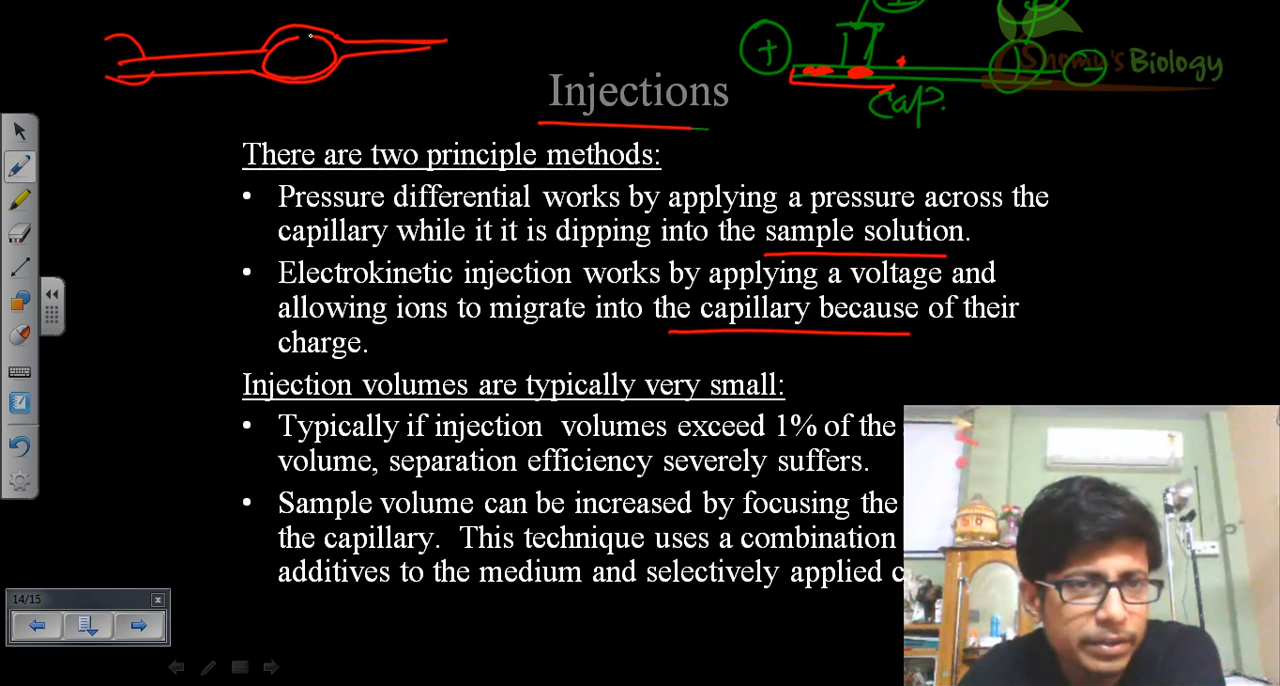 +
-
Shomu's Biology
Cap.
Injections
There are two principle methods:
• Pressure differential works by applying a pressure across the
capillary while it it is dipping into the sample solution.
• Electrokinetic injection works by applying a voltage and
allowing ions to migrate into the capillary because of their
charge.
Injection volumes are typically very small:
• Typically if injection volumes exceed 1% of the
volume, separation efficiency severely suffers.
• Sample volume can be increased by focusing the
the capillary. This technique uses a combination
additives to the medium and selectively applied c
14/15